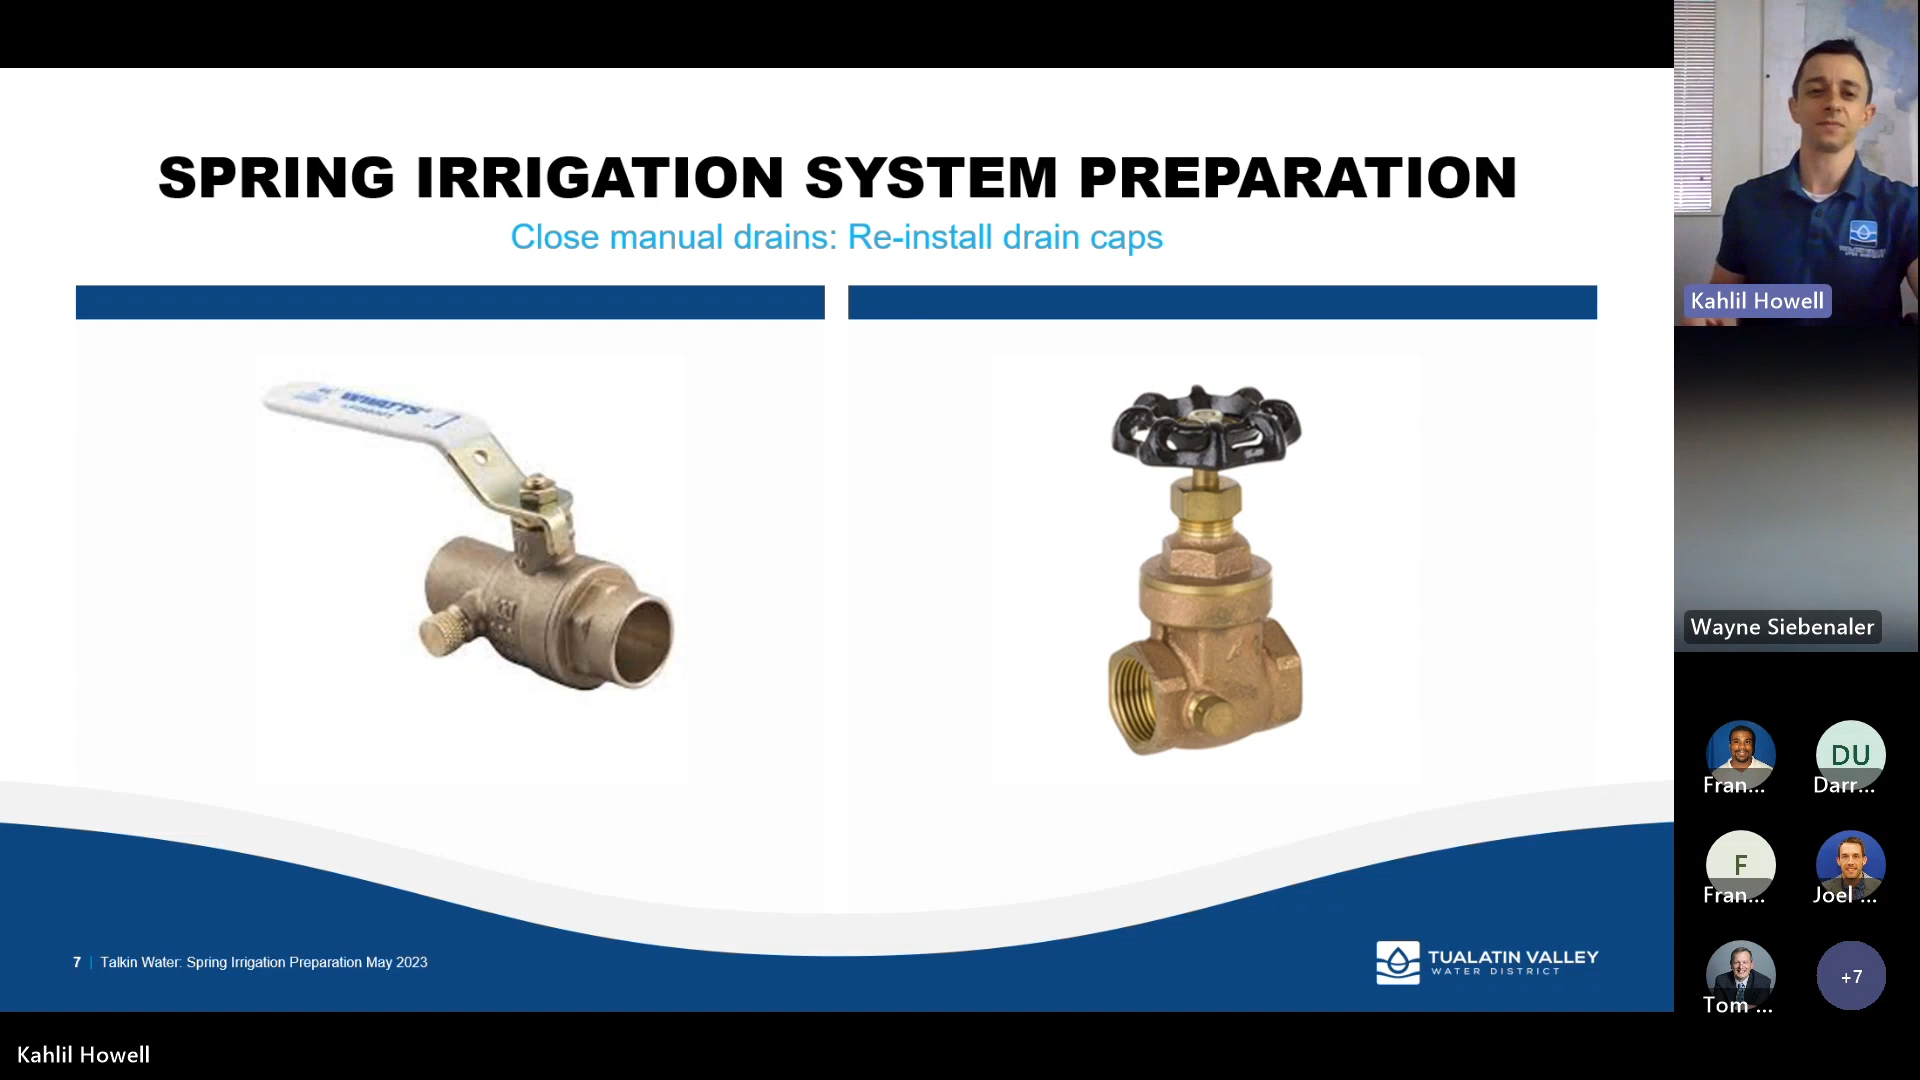 SPRING IRRIGATION SYSTEM PREPARATION
Close manual drains: Re-install drain caps
WATTS
7 | Talkin Water: Spring Irrigation Preparation May 2023
TUALATIN VALLEY
WATER DISTRICT
Kahlil Howell
Wayne Siebenaler
DU
Fran...
Darr...
F
Fran...
Joel ...
Tom ...
+7
Kahlil Howell